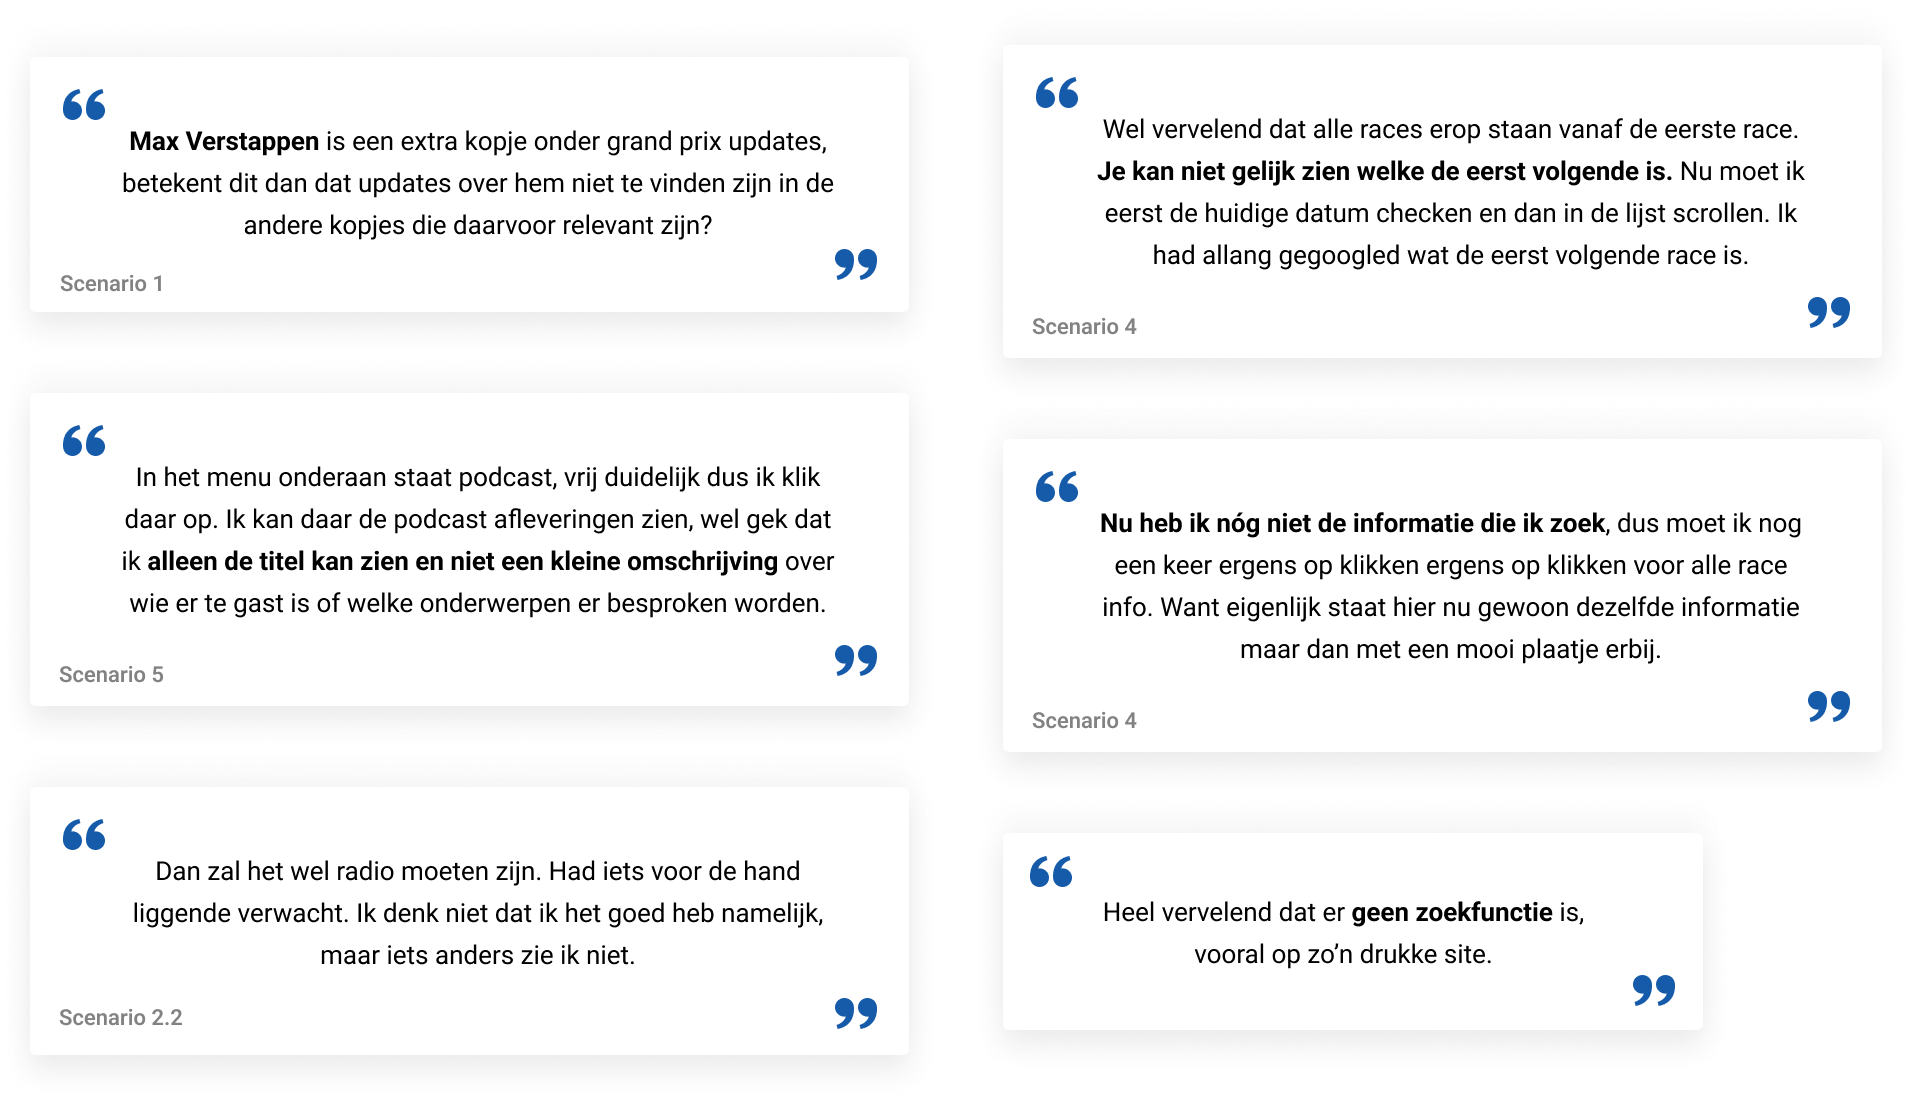 Max Verstappen is een extra kopje onder grand prix updates,
betekent dit dan dat updates over hem niet te vinden zijn in de
andere kopjes die daarvoor relevant zijn?
Scenario 1
In het menu onderaan staat podcast, vrij duidelijk dus ik klik
daar op. Ik kan daar de podcast afleveringen zien, wel gek dat
ik alleen de titel kan zien en niet een kleine omschrijving over
wie er te gast is of welke onderwerpen er besproken worden.
Scenario 5
Dan zal het wel radio moeten zijn. Had iets voor de hand
liggende verwacht. Ik denk niet dat ik het goed heb namelijk,
maar iets anders zie ik niet.
Scenario 2.2
Wel vervelend dat alle races erop staan vanaf de eerste race.
Je kan niet gelijk zien welke de eerst volgende is. Nu moet ik
eerst de huidige datum checken en dan in de lijst scrollen. Ik
had allang gegoogled wat de eerst volgende race is.
Scenario 4
Nu heb ik nóg niet de informatie die ik zoek, dus moet ik nog
een keer ergens op klikken ergens op klikken voor alle race
info. Want eigenlijk staat hier nu gewoon dezelfde informatie
maar dan met een mooi plaatje erbij.
Scenario 4
Heel vervelend dat er geen zoekfunctie is,
vooral op zo’n drukke site.